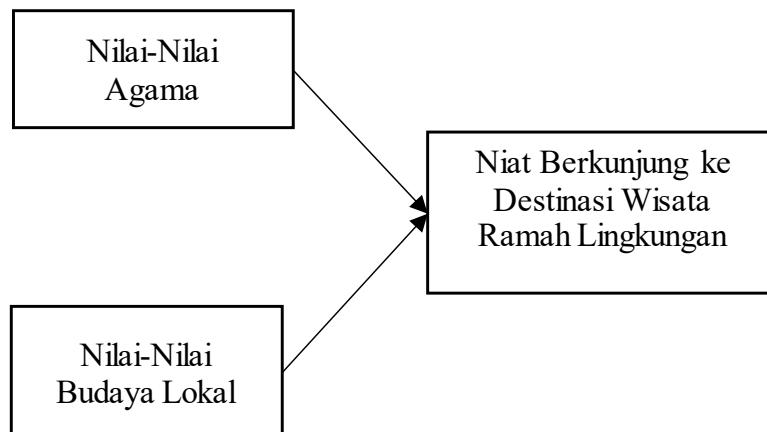 Nilai-Nilai
Agama
Niat Berkunjung ke
Destinasi Wisata
Ramah Lingkungan
Nilai-Nilai
Budaya Lokal